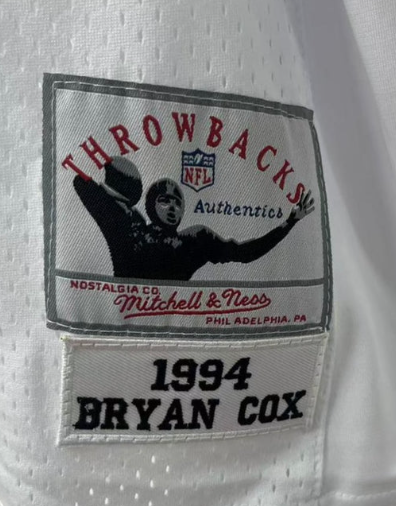 THROWBACKS
NFL
Authentics
NOSTALGIA CO.
Mitchell & Ness
PHILADELPHIA, PA
1994
BRYAN COX